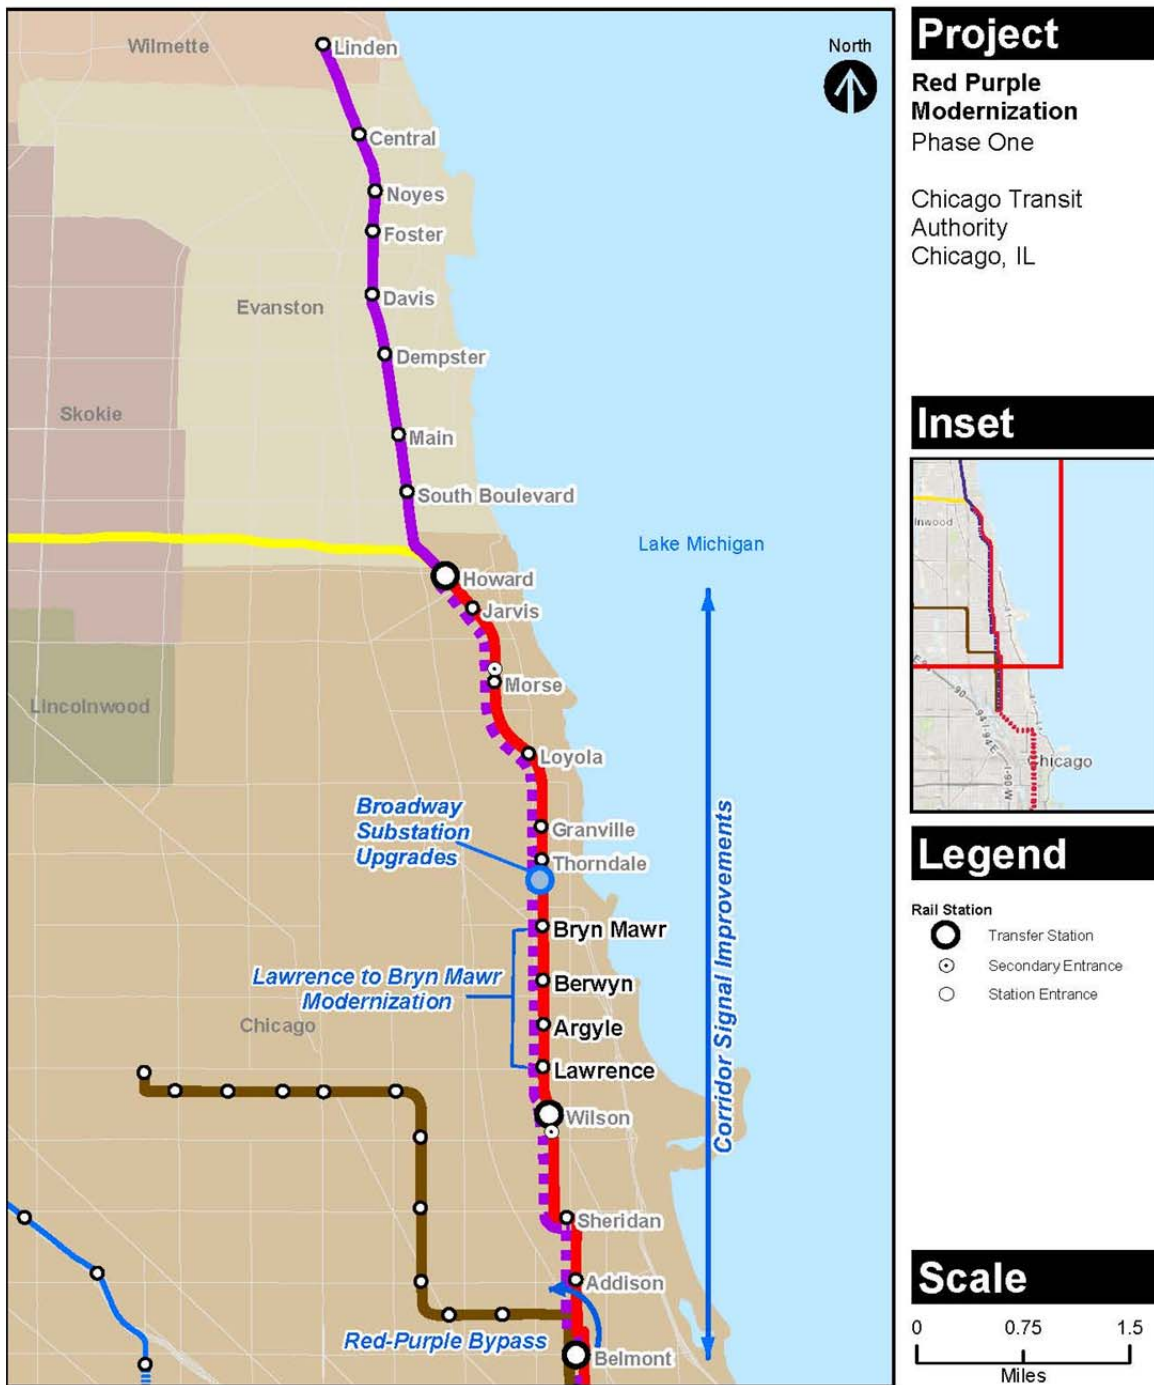 Wilmette
Linden
North
Central
Noyes
Foster
Evanston
Davis
Dempster
Skokie
Main
South Boulevard
Lake Michigan
Howard
Jarvis
Morse
Lincolnwood
Loyola
Broadway
Substation
Upgrades
Granville
Thorndale
Bryn Mawr
Lawrence to Bryn Mawr
Modernization
Berwyn
Chicago
Argyle
Lawrence
Corridor Signal Improvements
Wilson
Sheridan
Addison
Red-Purple Bypass
Belmont
Project
Red Purple
Modernization
Phase One
Chicago Transit
Authority
Chicago, IL
Inset
lnwood
Chicago
Legend
Rail Station
Transfer Station
Secondary Entrance
Station Entrance
Scale
0 0.75 1.5
Miles